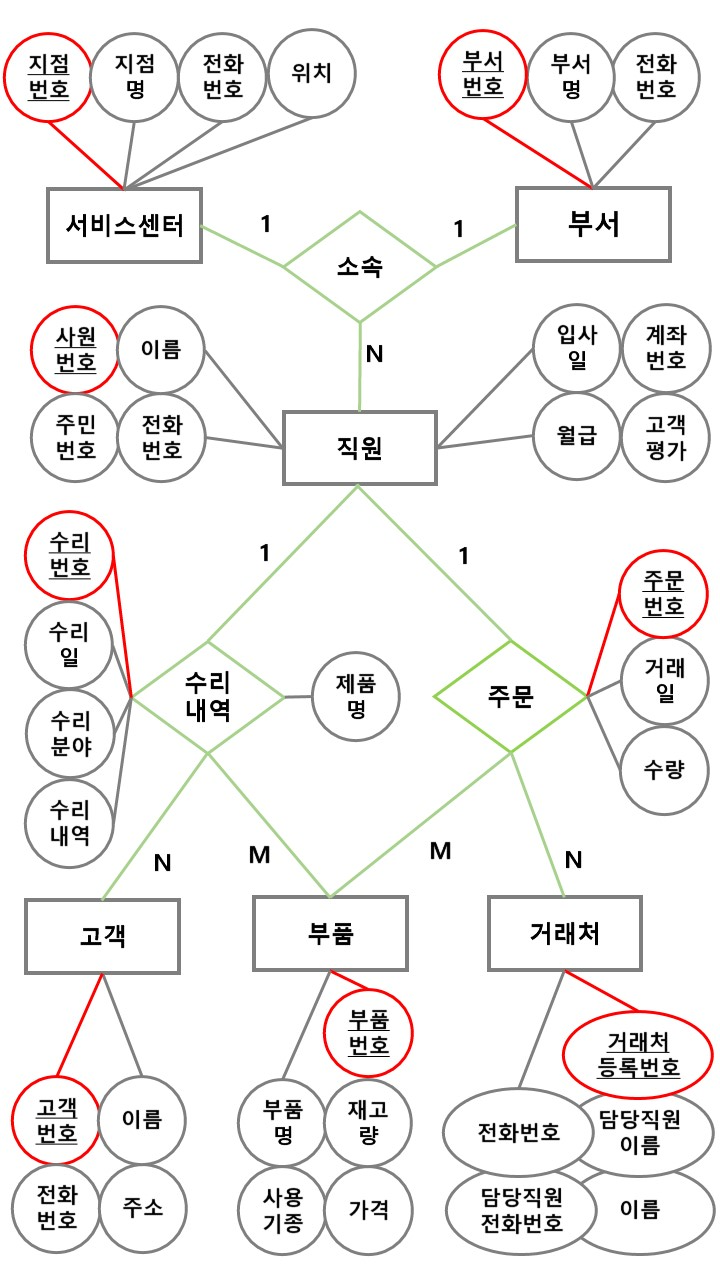 지점
번호
지점
명
전화
번호
위치
부서
번호
부서
명
전화
번호
서비스센터
1
소속
1
부서
N
사원
번호
이름
주민
번호
전화
번호
직원
입사
일
계좌
번호
월급
고객
평가
1
1
수리
번호
수리
일
수리
분야
수리
내역
수리
내역
제품
명
주문
주문
번호
거래
일
수량
N
M
M
N
고객
부품
거래처
고객
번호
이름
전화
번호
주소
부품
번호
부품
명
재고
량
사용
기종
가격
거래처
등록번호
전화번호
담당직원
이름
담당직원
전화번호
이름